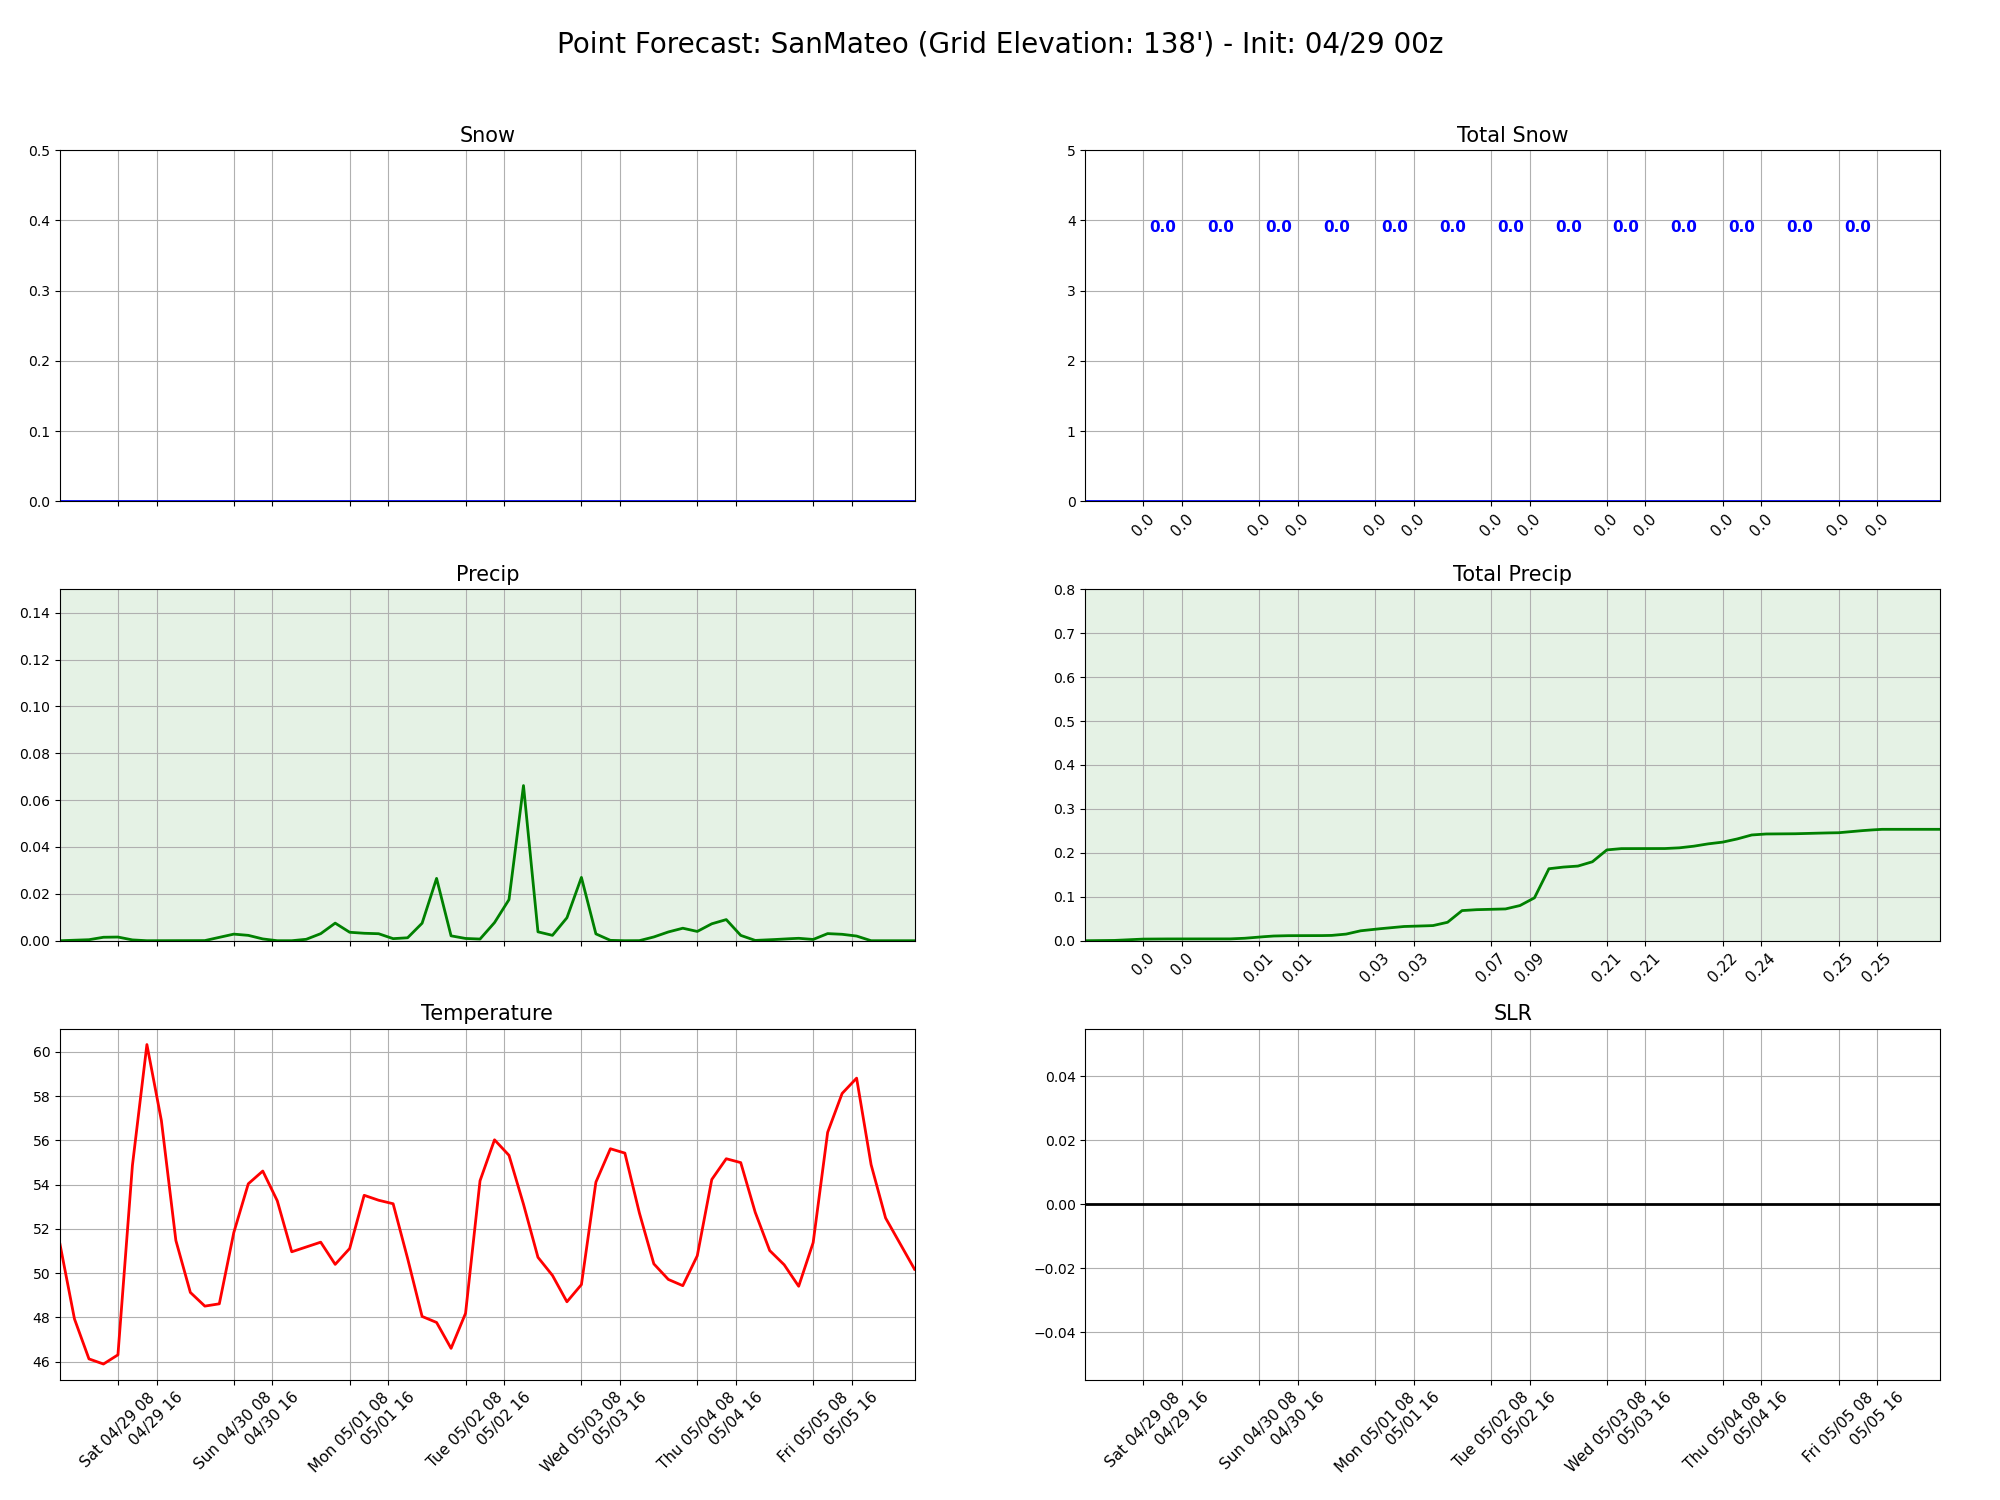 Point Forecast: SanMateo (Grid Elevation: 138') - Init: 04/29 00z
Snow
0.5
0.4
0.3
0.2
0.1
0.0
Total Snow
5
4
3
2
1
0
0.0 0.0 0.0 0.0 0.0 0.0 0.0 0.0 0.0 0.0 0.0 0.0 0.0
0.0 0.0 0.0 0.0 0.0 0.0 0.0 0.0 0.0 0.0 0.0 0.0 0.0 0.0
Precip
0.14
0.12
0.10
0.08
0.06
0.04
0.02
0.00
Total Precip
0.8
0.7
0.6
0.5
0.4
0.3
0.2
0.1
0.0
0.0 0.0 0.01 0.01 0.03 0.03 0.07 0.09 0.21 0.21 0.22 0.24 0.25 0.25
Temperature
60
58
56
54
52
50
48
46
Sat 04/29 08
04/29 16
Sun 04/30 08
04/30 16
Mon 05/01 08
05/01 16
Tue 05/02 08
05/02 16
Wed 05/03 08
05/03 16
Thu 05/04 08
05/04 16
Fri 05/05 08
05/05 16
SLR
0.04
0.02
0.00
−0.02
−0.04
Sat 04/29 08
04/29 16
Sun 04/30 08
04/30 16
Mon 05/01 08
05/01 16
Tue 05/02 08
05/02 16
Wed 05/03 08
05/03 16
Thu 05/04 08
05/04 16
Fri 05/05 08
05/05 16